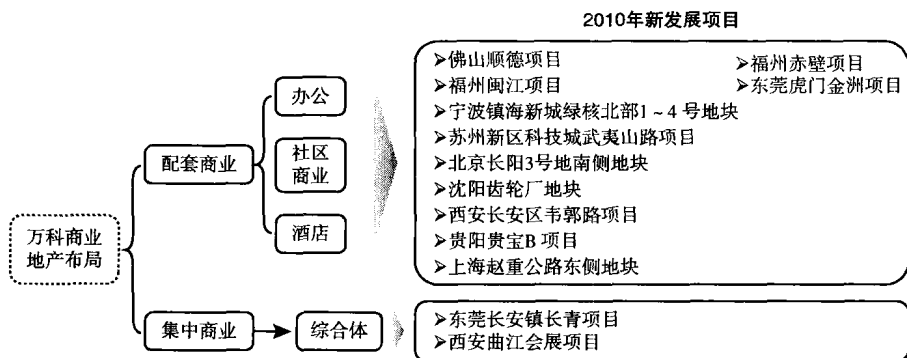 2010年新发展项目
万科商业
地产布局
配套商业
办公
社区
商业
酒店
➢佛山顺德项目
➢福州赤壁项目
➢福州闽江项目
➢东莞虎门金洲项目
➢宁波镇海新城绿核北部1~4号地块
➢苏州新区科技城武夷山路项目
➢北京长阳3号地南侧地块
➢沈阳齿轮厂地块
➢西安长安区韦郭路项目
➢贵阳贵宝B项目
➢上海赵重公路东侧地块
集中商业
综合体
➢东莞长安镇长青项目
➢西安曲江会展项目